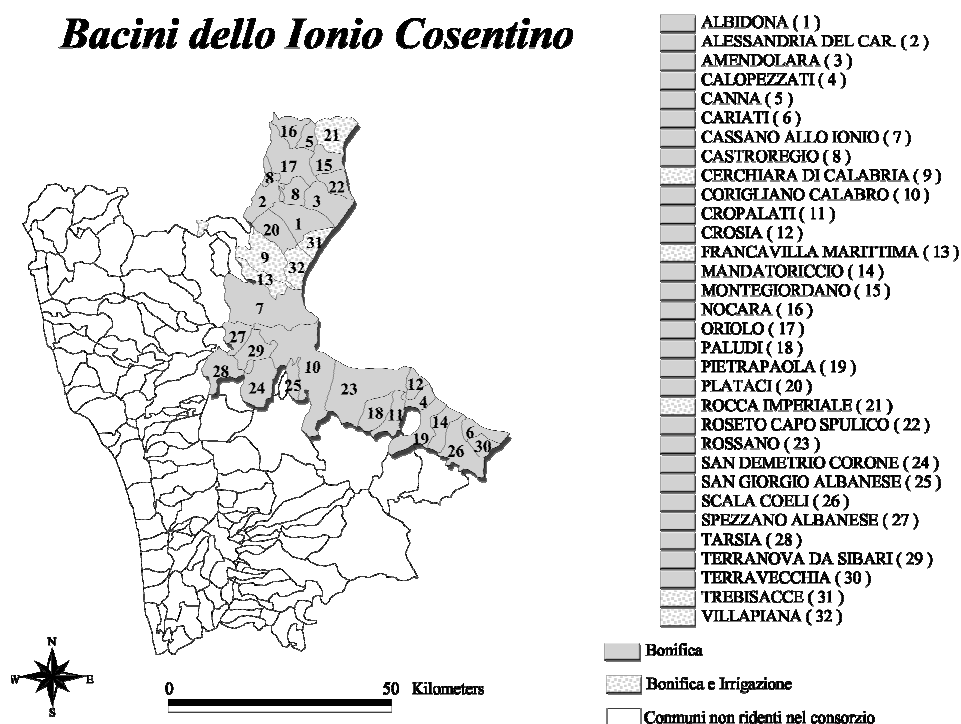 Bacini dello Ionio Cosentino
ALBIDONA ( 1 )
ALESSANDRIA DEL CAR. ( 2 )
AMENDOLARA ( 3 )
CALOPEZZATI ( 4 )
CANNA ( 5 )
CARIATI ( 6 )
CASSANO ALLO IONIO ( 7 )
CASTROREGIO ( 8 )
CERCHIARA DI CALABRIA ( 9 )
CORIGLIANO CALABRO ( 10 )
CROPALATI ( 11 )
CROSIA ( 12 )
FRANCAVILLA MARITTIMA ( 13 )
MANDATORICCIO ( 14 )
MONTEGIORDANO ( 15 )
NOCARA ( 16 )
ORIOLO ( 17 )
PALUDI ( 18 )
PIETRAPAOLA ( 19 )
PLATACI ( 20 )
ROCCA IMPERIALE ( 21 )
ROSETO CAPO SPULICO ( 22 )
ROSSANO ( 23 )
SAN DEMETRIO CORONE ( 24 )
SAN GIORGIO ALBANESE ( 25 )
SCALA COELI ( 26 )
SPEZZANO ALBANESE ( 27 )
TARSIA ( 28 )
TERRANOVA DA SIBARI ( 29 )
TERRAVECCHIA ( 30 )
TREBISACCE ( 31 )
VILLAPIANA ( 32 )
Bonifica
Bonifica e Irrigazione
Conmuni non ridenti nel consorzio
16 5 21
17 15
8 8 22
2 3
20 1
31
9 32
13
7
27
29
28 10
24 25 23 12
4
18 11 14
19 6
26 30
N
W E
S
0 50 Kilometers